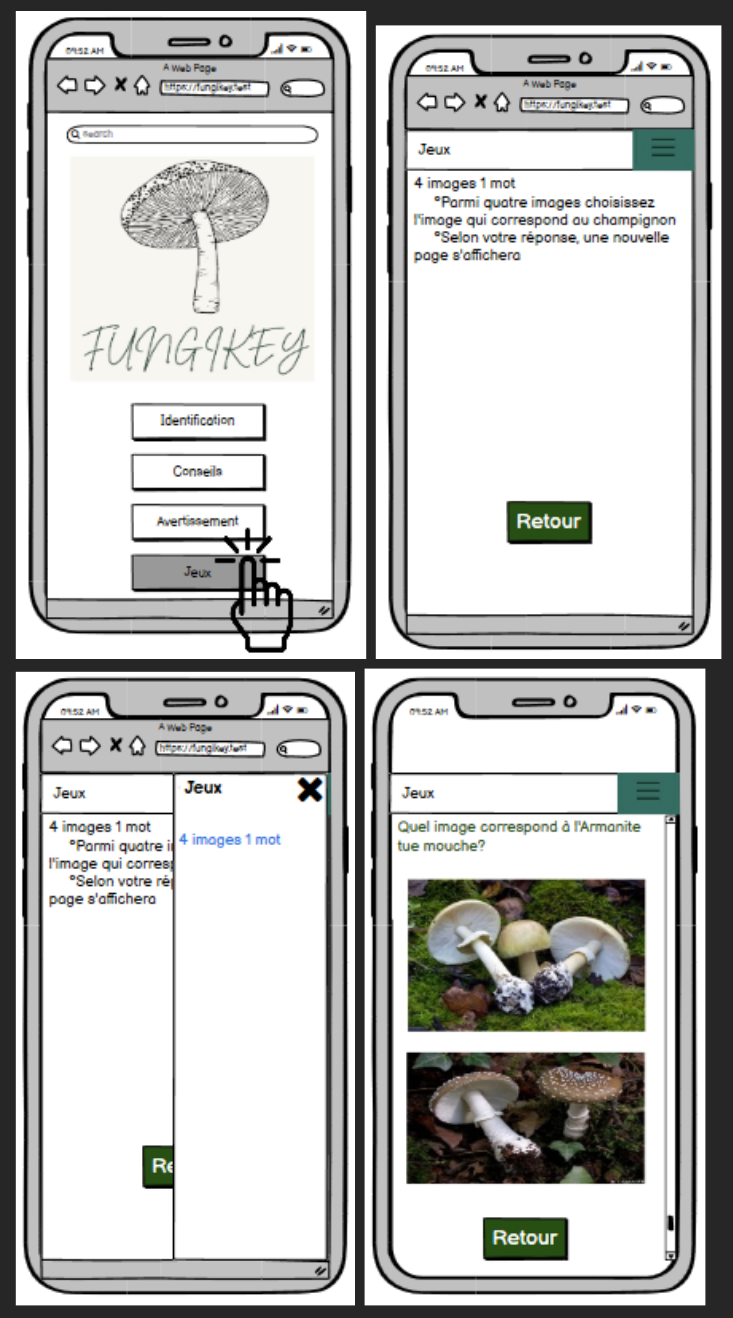 09:52 AM
A Web Page
https://fungikey.test
search
FUNGIKEY
Identification
Conseils
Avertissement
Jeux
09:52 AM
A Web Page
https://fungikey.test
Jeux
4 images 1 mot
°Parmi quatre images choisissez
l'image qui correspond au champignon
°Selon votre réponse, une nouvelle
page s'affichera
Retour
09:52 AM
A Web Page
https://fungikey.test
Jeux
Jeux
4 images 1 mot
4 images 1 mot
°Parmi quatre i
l'image qui corresp
°Selon votre rép
page s'affichera
Re
09:52 AM
Jeux
Quel image correspond à l'Armanite
tue mouche?
Retour